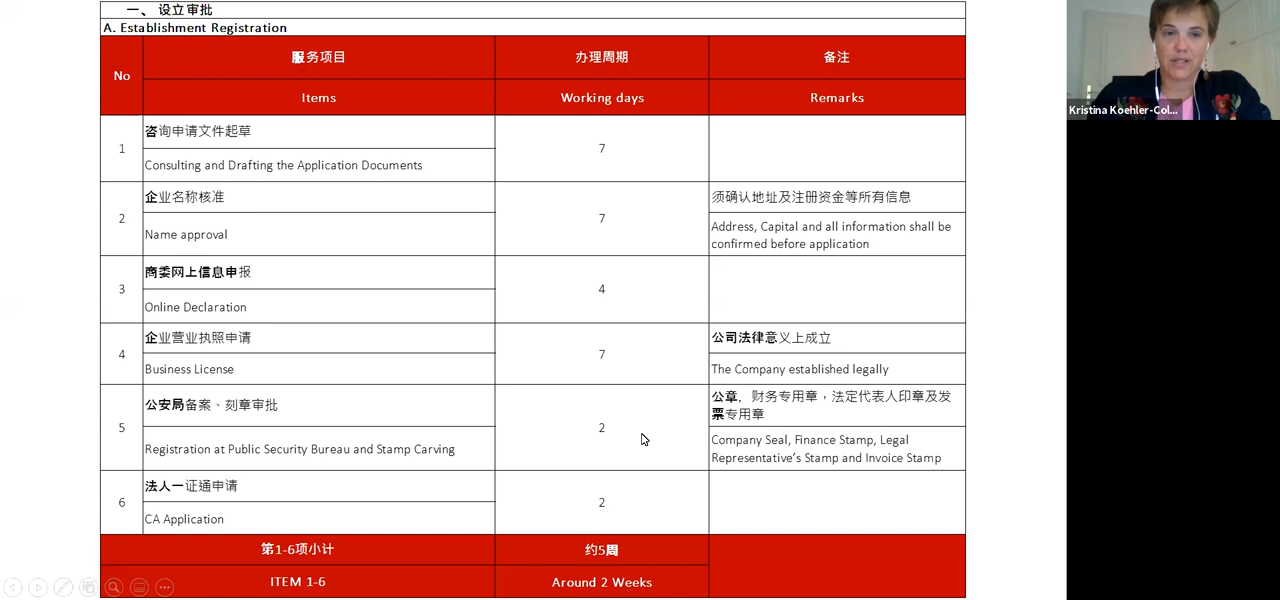 一、 设立审批
A. Establishment Registration
No
服务项目
办理周期
备注
Items
Working days
Remarks
1
咨询申请文件起草
Consulting and Drafting the Application Documents
7
2
企业名称核准
Name approval
7
须确认地址及注册资金等所有信息
Address, Capital and all information shall be
confirmed before application
3
商委网上信息申报
Online Declaration
4
4
企业营业执照申请
Business License
7
公司法律意义上成立
The Company established legally
5
公安局备案、刻章审批
Registration at Public Security Bureau and Stamp Carving
2
公章, 财务专用章，法定代表人印章及发
票专用章
Company Seal, Finance Stamp, Legal
Representative's Stamp and Invoice Stamp
6
法人一证通申请
CA Application
2
第1-6项小计
约5周
ITEM 1-6
Around 2 Weeks
Kristina Koehler-Col...